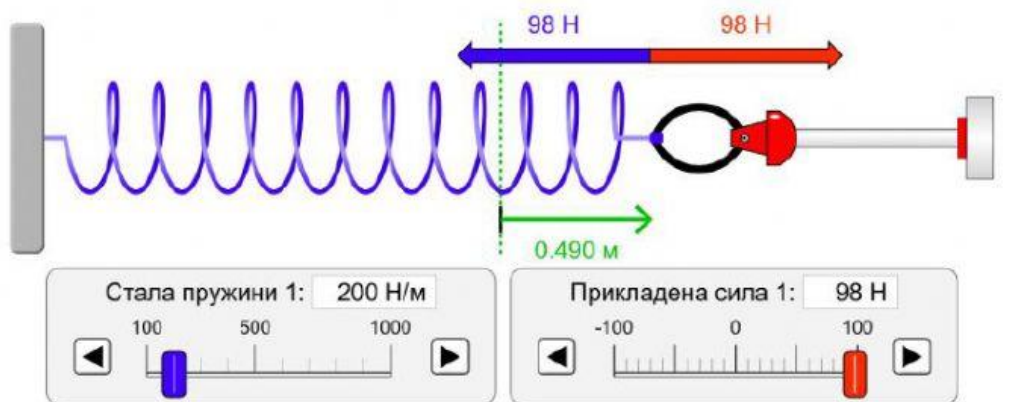 98 Н 98 Н
0.490 м
Стала пружини 1: 200 Н/м
100 500 1000
Прикладена сила 1: 98 Н
-100 0 100